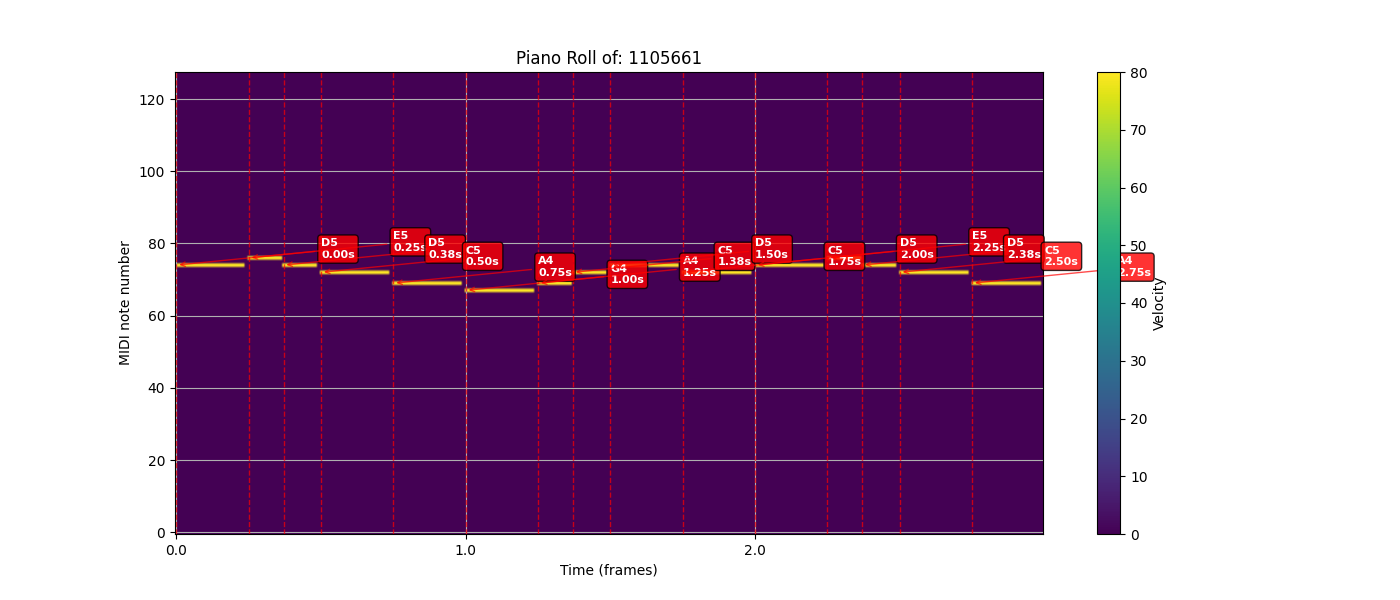 Piano Roll of: 1105661
MIDI note number
120
100
80
60
40
20
0
D5
0.00s
E5
0.25s
D5
0.38s
C5
0.50s
A4
0.75s
G4
1.00s
A4
1.25s
C5
1.38s
D5
1.50s
C5
1.75s
D5
2.00s
E5
2.25s
D5
2.38s
C5
2.50s
A4
2.75s
0.0
1.0
2.0
Time (frames)
80
70
60
50
40
30
20
10
0
Velocity